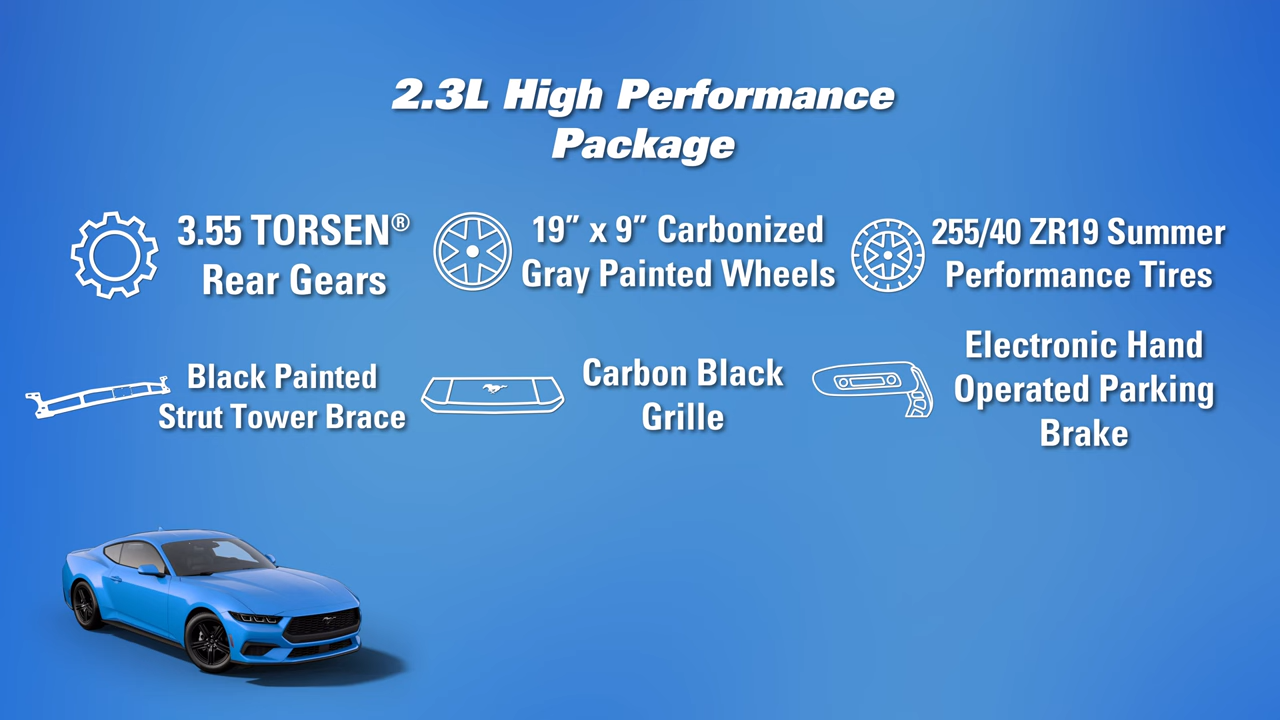 2.3L High Performance
Package
3.55 TORSEN®
Rear Gears
19” x 9” Carbonized
Gray Painted Wheels
255/40 ZR19 Summer
Performance Tires
Black Painted
Strut Tower Brace
Carbon Black
Grille
Electronic Hand
Operated Parking
Brake